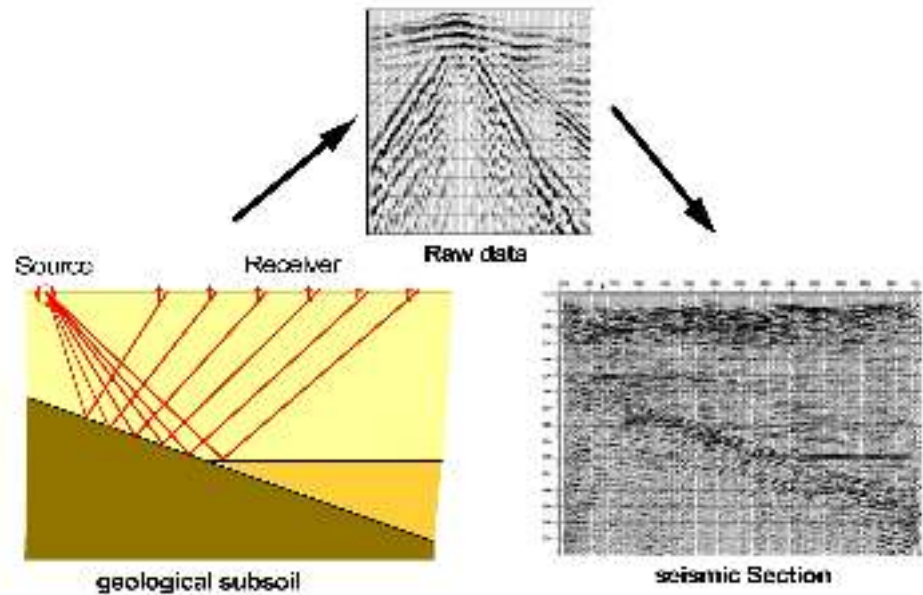 Raw data
Source
Receiver
geological subsoil
seismic Section